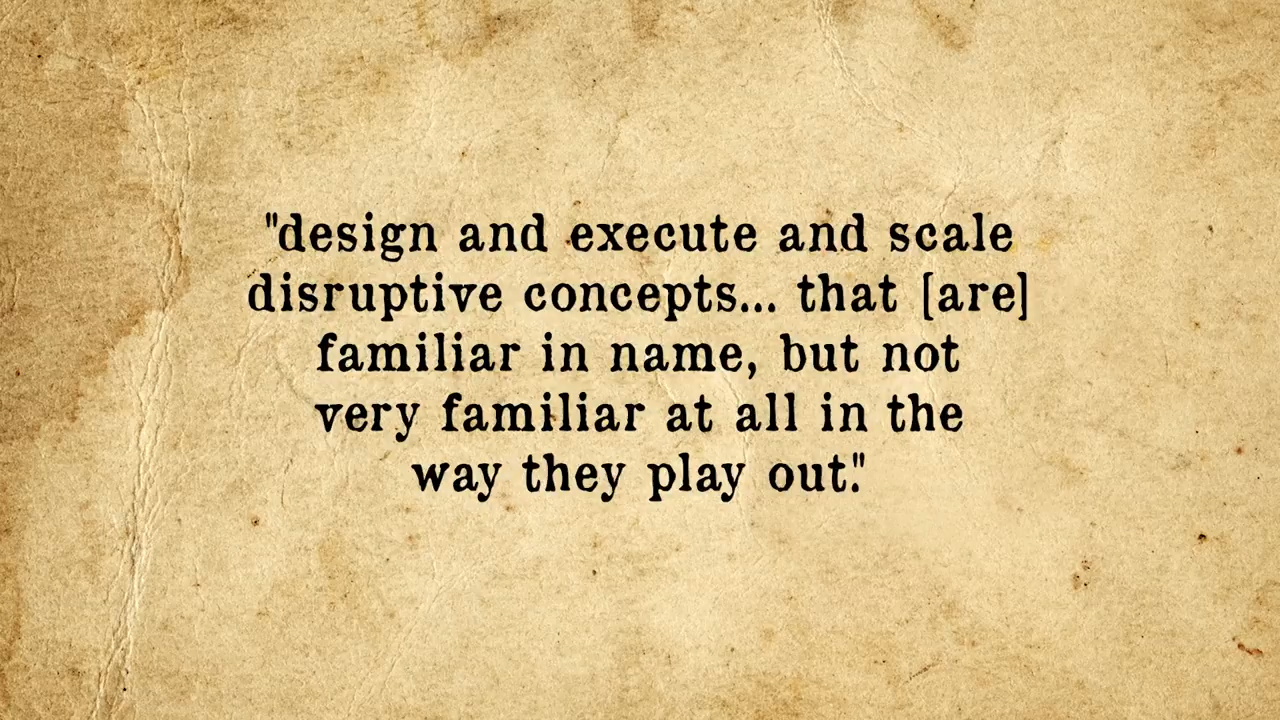 "design and execute and scale
disruptive concepts... that [are]
familiar in name, but not
very familiar at all in the
way they play out."